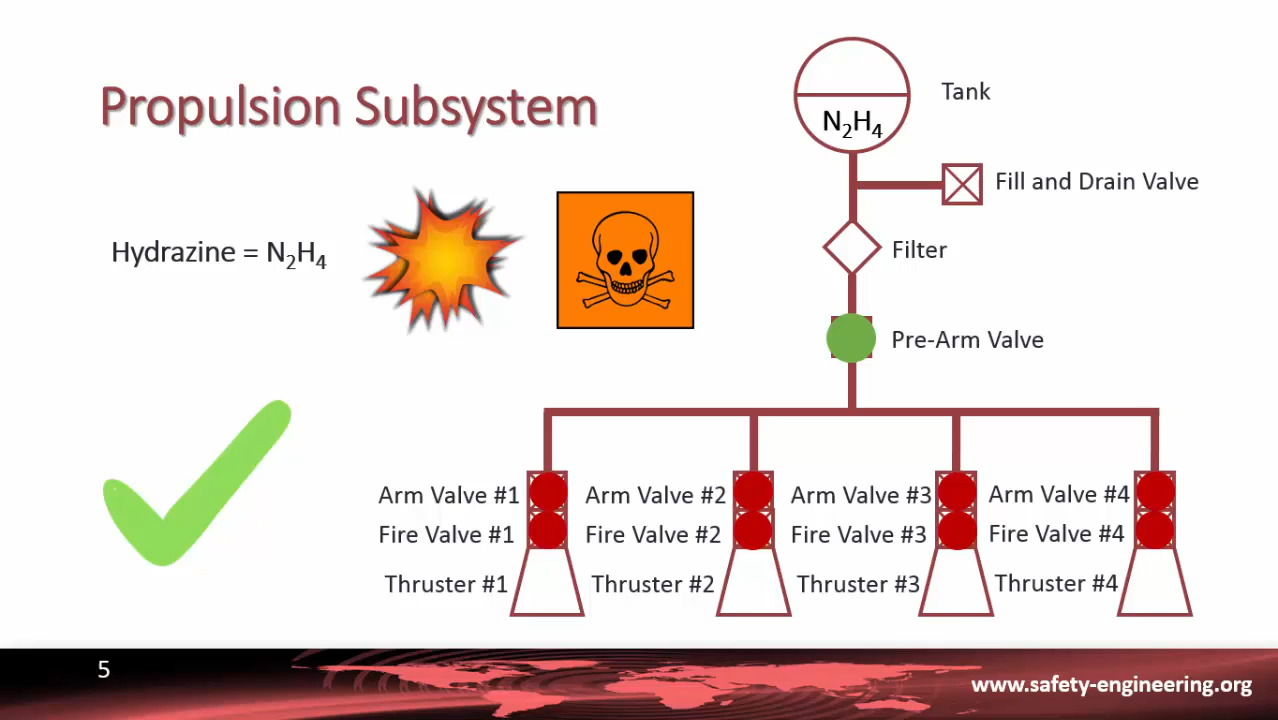 Propulsion Subsystem
Hydrazine = N₂H₄
N₂H₄
Tank
Fill and Drain Valve
Filter
Pre-Arm Valve
Arm Valve #1 Arm Valve #2 Arm Valve #3 Arm Valve #4
Fire Valve #1 Fire Valve #2 Fire Valve #3 Fire Valve #4
Thruster #1 Thruster #2 Thruster #3 Thruster #4
5
www.safety-engineering.org